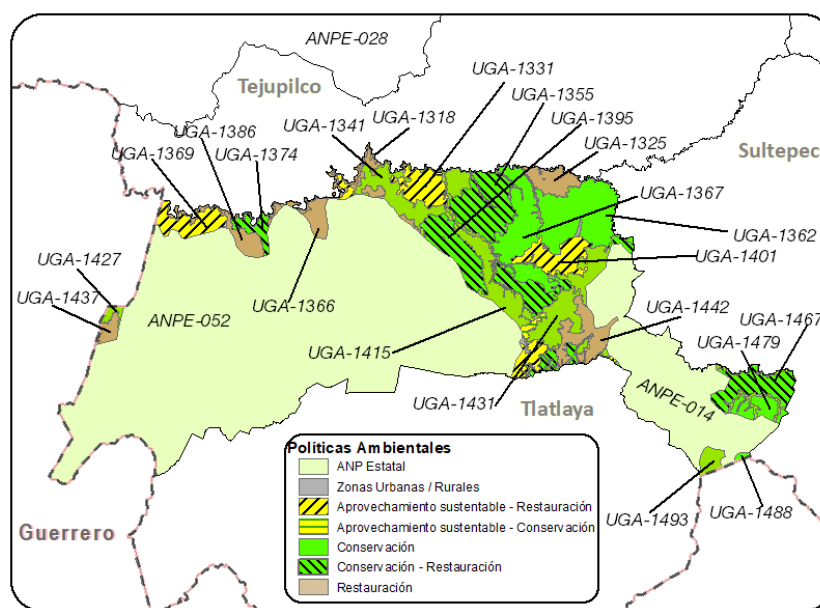 ANPE-028
UGA-1331
Tejupilco
UGA-1355
UGA-1318
UGA-1395
UGA-1386
UGA-1341
UGA-1325
UGA-1369
UGA-1374
Sultepec
UGA-1367
UGA-1362
UGA-1401
UGA-1427
UGA-1437
UGA-1366
ANPE-052
UGA-1442
UGA-1467
UGA-1479
UGA-1415
ANPE-014
UGA-1431
Tlatlaya
Políticas Ambientales
ANP Estatal
Zonas Urbanas / Rurales
Aprovechamiento sustentable - Restauración
Aprovechamiento sustentable - Conservación
Conservación
Conservación - Restauración
Restauración
Guerrero
UGA-1493
UGA-1488